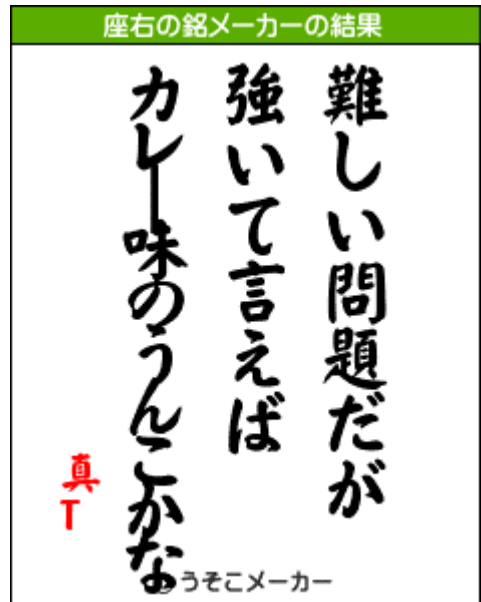 座右の銘メーカーの結果
難しい問題だが
強いて言えば
カレー味のうんこかな
真T
うそこメーカー